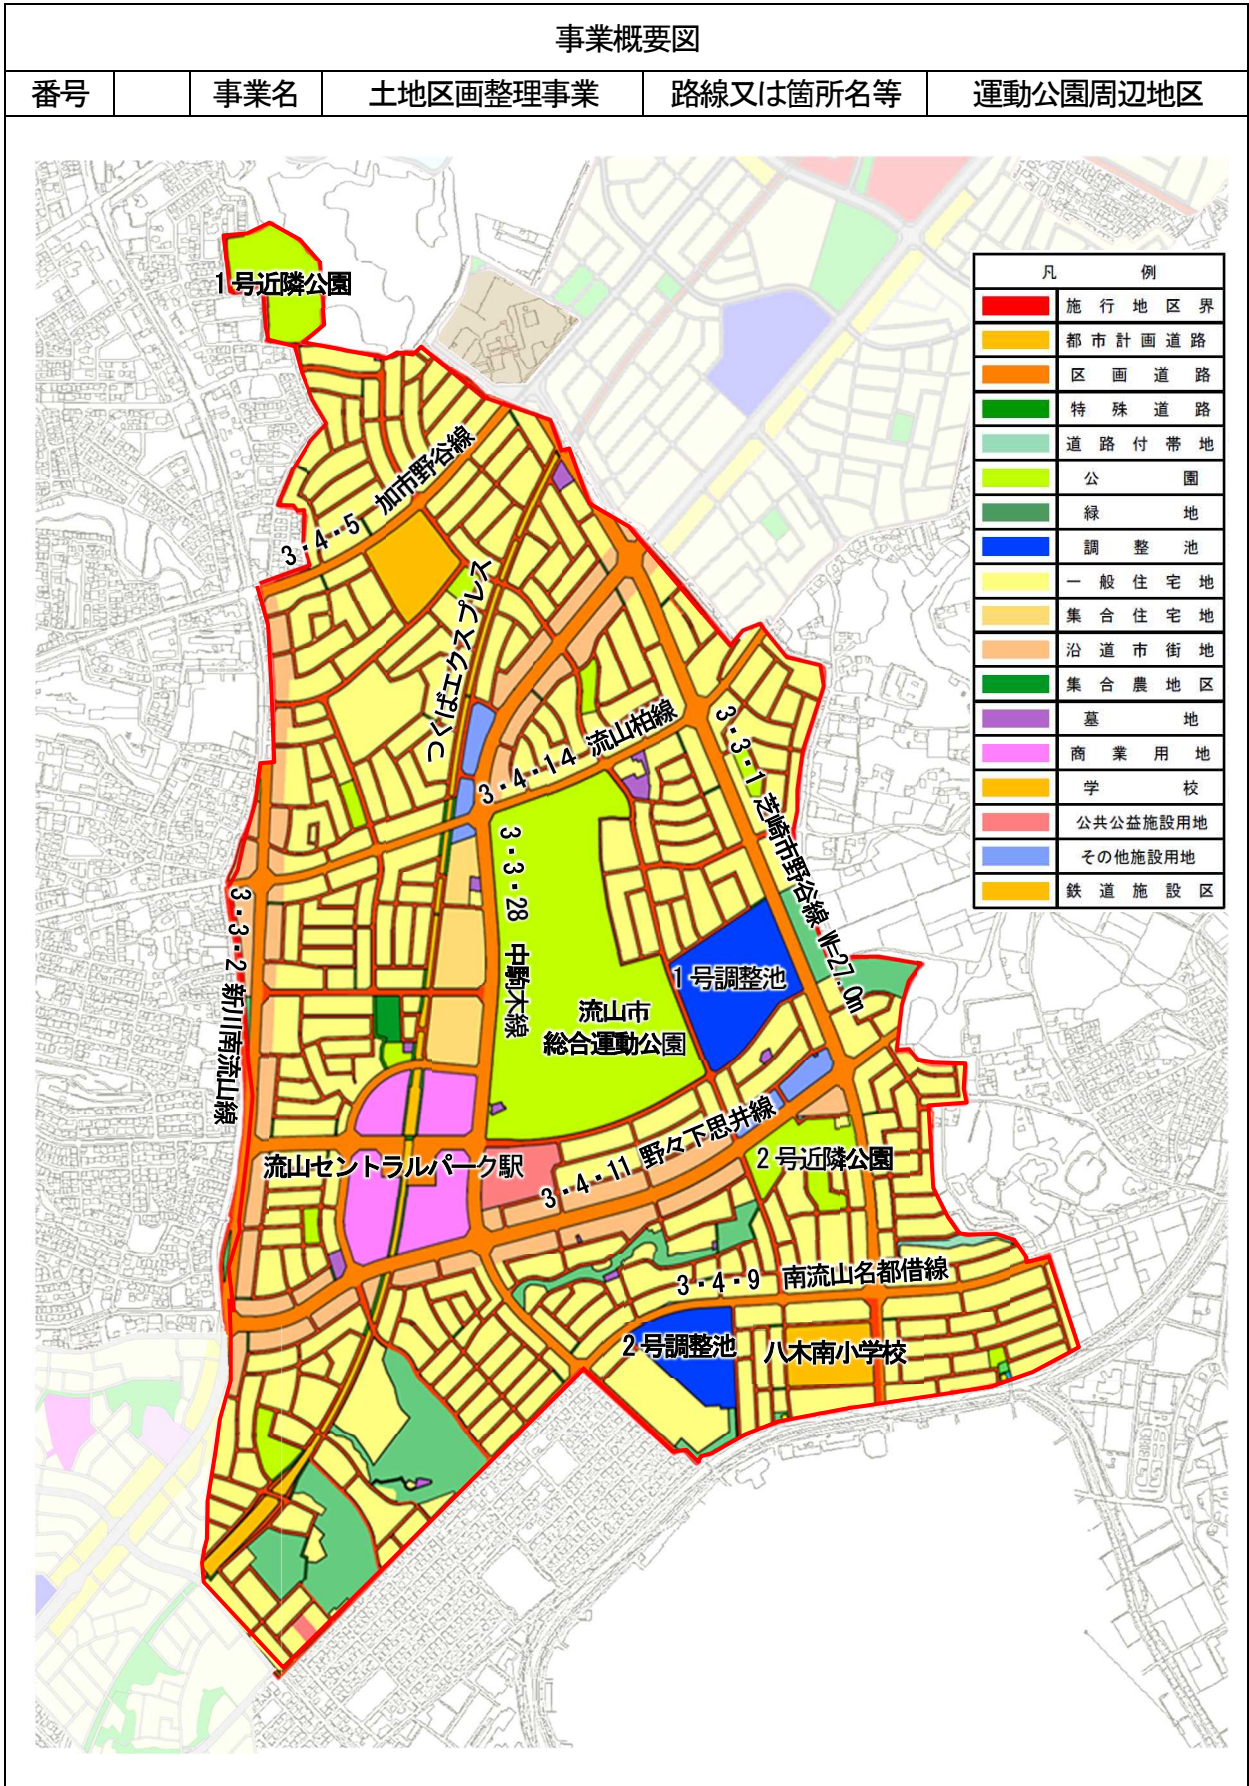 事業概要図
番号 事業名 土地区画整理事業 路線又は箇所名等 運動公園周辺地区
凡例
施行地区界
都市計画道路
区画道路
特殊道路
道路付帯地
公園
緑地
調整池
一般住宅地
集合住宅地
沿道市街地
集合農地区
墓地
商業用地
学校
公共公益施設用地
その他施設用地
鉄道施設区
1号近隣公園
3・4・5 加市野谷線
つくばエクスプレス
3・4・14 流山柏線
3・3・1 芝崎市野谷線 W=27.0m
3・3・28 中駒木線
3・3・2 新川南流山線
1号調整池
流山市
総合運動公園
流山セントラルパーク駅
3・4・11 野々下思井線
2号近隣公園
3・4・9 南流山名都借線
2号調整池
八木南小学校